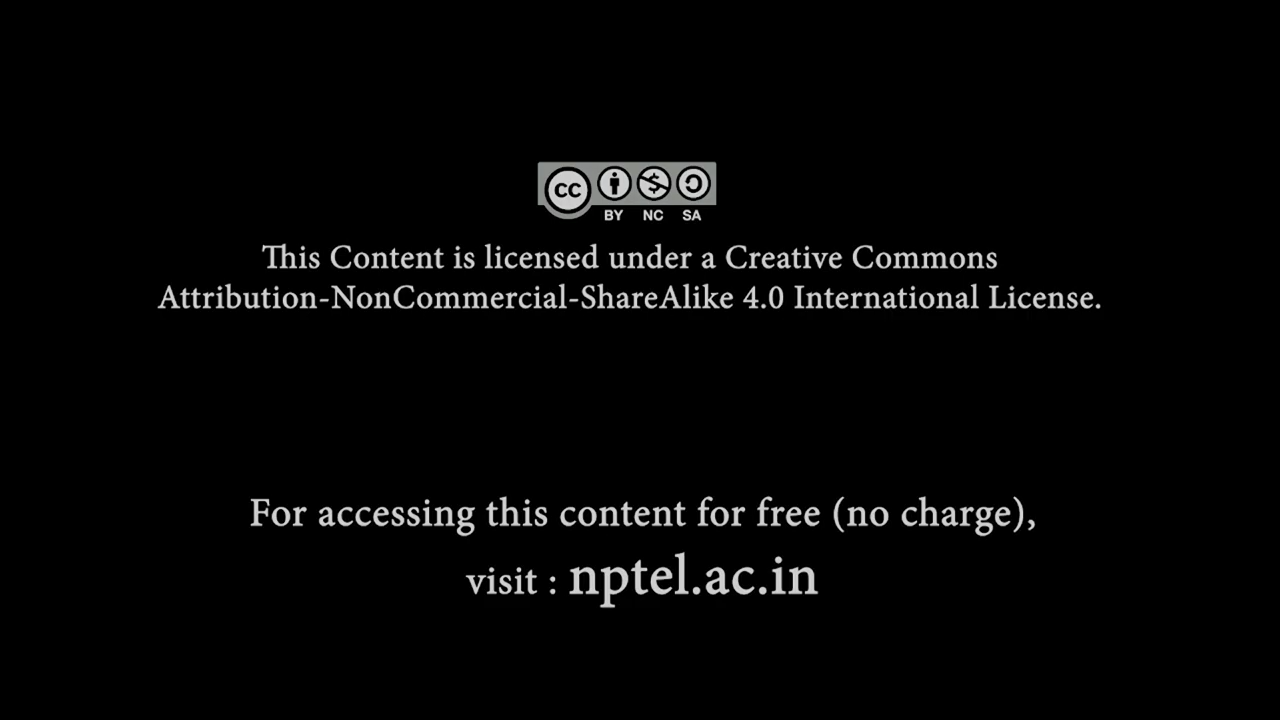 cc
BY NC SA
This Content is licensed under a Creative Commons
Attribution-NonCommercial-ShareAlike 4.0 International License.
For accessing this content for free (no charge),
visit : nptel.ac.in